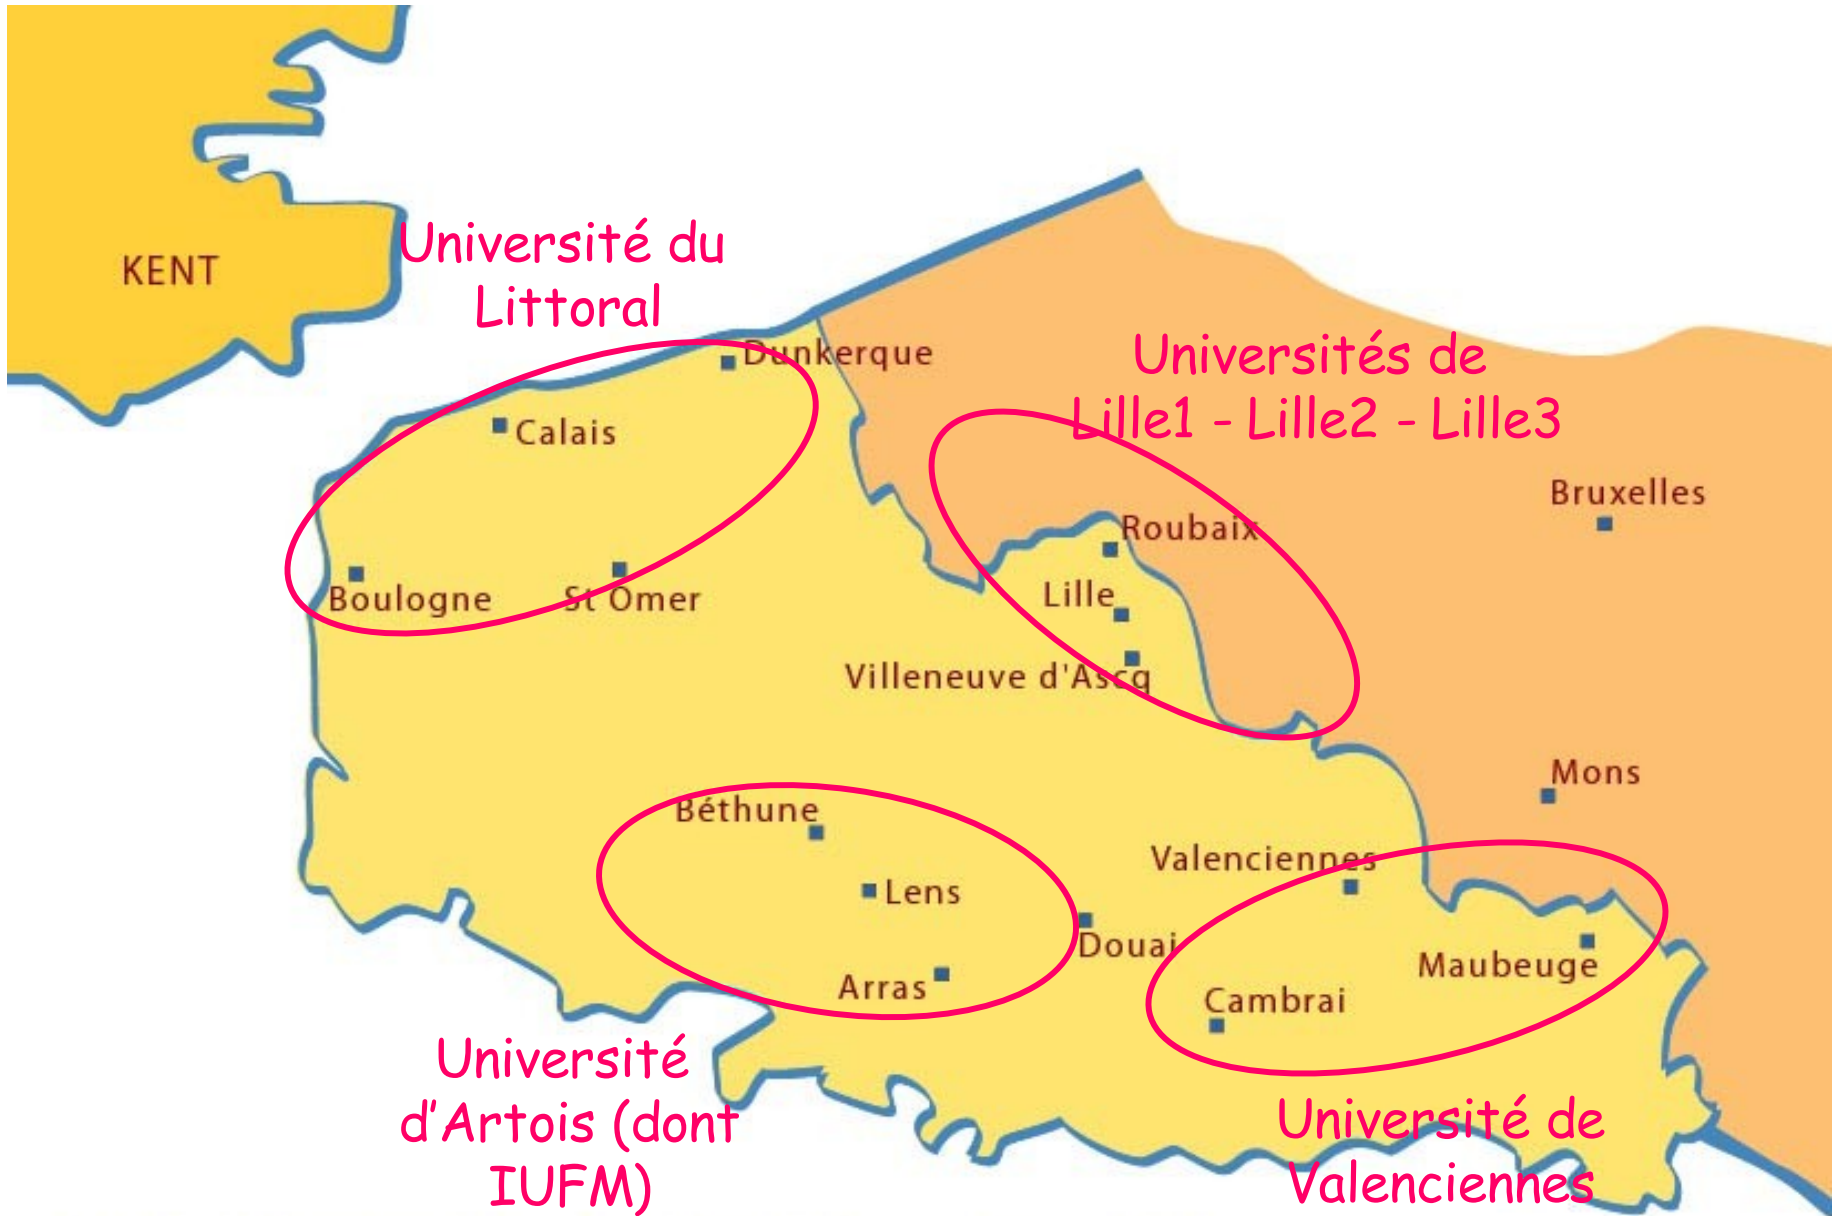 KENT
Université du
Littoral
Dunkerque
Universités de
Lille1 - Lille2 - Lille3
Calais
Bruxelles
Roubaix
Boulogne
St Omer
Lille
Villeneuve d'Ascq
Mons
Béthune
Valenciennes
Lens
Douai
Maubeuge
Arras
Cambrai
Université
d’Artois (dont
IUFM)
Université de
Valenciennes